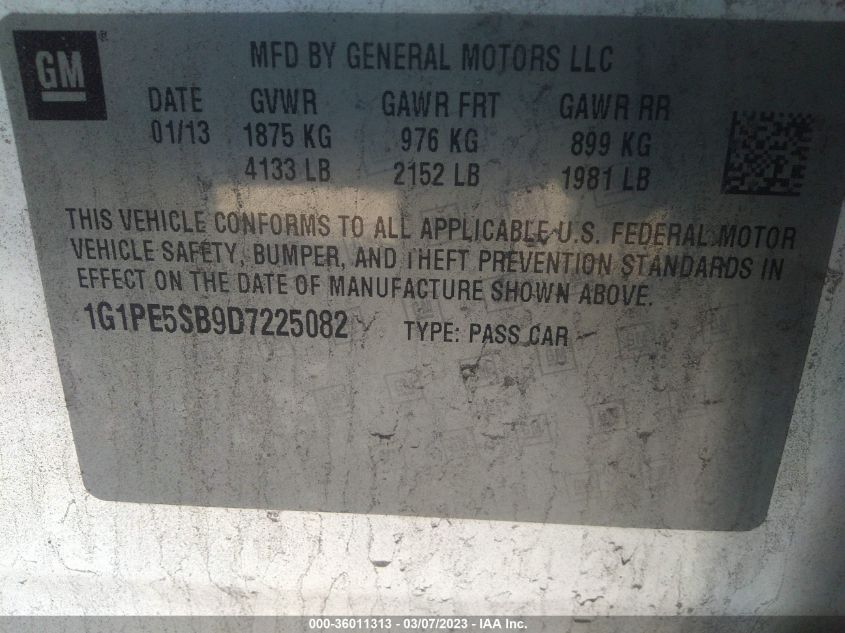 GM®
MFD BY GENERAL MOTORS LLC
DATE GVWR GAWR FRT GAWR RR
01/13 1875 KG 976 KG 899 KG
4133 LB 2152 LB 1981 LB
THIS VEHICLE CONFORMS TO ALL APPLICABLE U.S. FEDERAL MOTOR
VEHICLE SAFETY, BUMPER, AND THEFT PREVENTION STANDARDS IN
EFFECT ON THE DATE OF MANUFACTURE SHOWN ABOVE.
1G1PE5SB9D7225082 TYPE: PASS CAR
000-36011313 - 03/07/2023 - © IAA Inc.